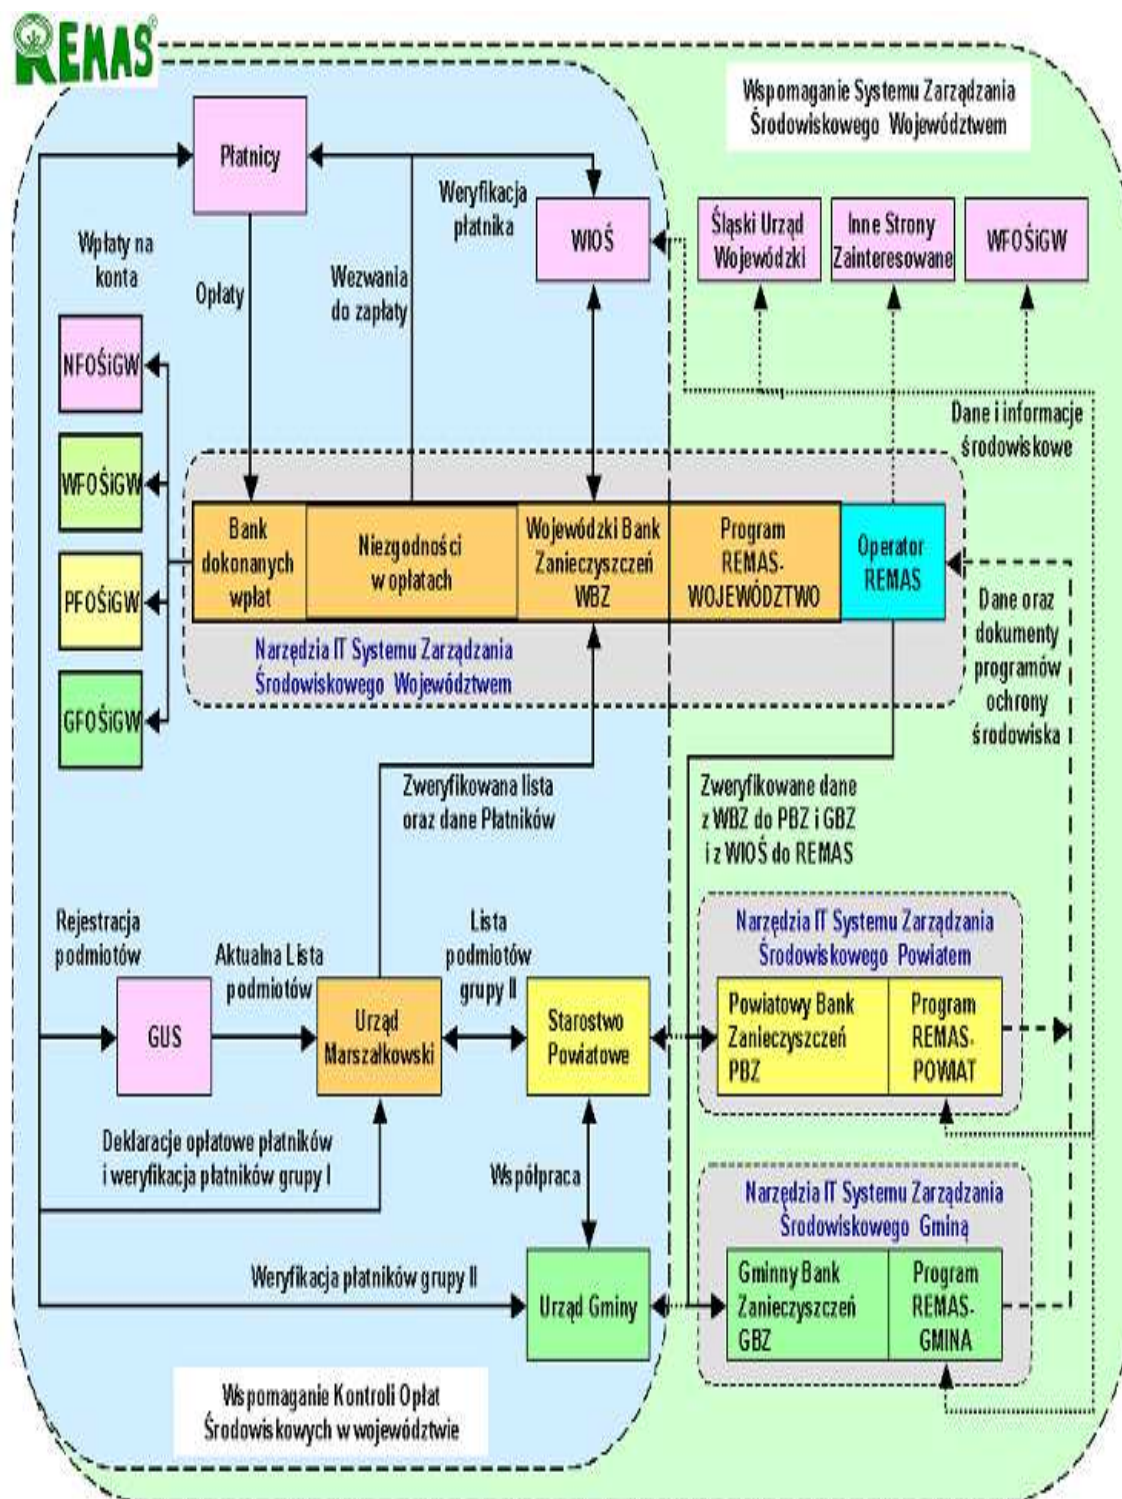 REMAS
Wspomaganie Systemu Zarządzania
Środowiskowego Województwem
Płatnicy
Weryfikacja
płatnika
WIOŚ
Śląski Urząd
Wojewódzki
Inne Strony
Zainteresowane
WFOŚiGW
Wpłaty na
konta
Opłaty
Wezwania
do zapłaty
NFOŚiGW
WFOŚiGW
PFOŚiGW
GFOŚiGW
Dane i informacje
środowiskowe
Bank
dokonanych
wpłat
Niezgodności
w opłatach
Wojewódzki Bank
Zanieczyszczeń
WBZ
Program
REMAS-
WOJEWÓDZTWO
Operator
REMAS
Narzędzia IT Systemu Zarządzania
Środowiskowego Województwem
Dane oraz
dokumenty
programów
ochrony
środowiska
Zweryfikowana lista
oraz dane Płatników
Zweryfikowane dane
z WBZ do PBZ i GBZ
i z WIOŚ do REMAS
Rejestracja
podmiotów
Aktualna Lista
podmiotów
Lista
podmiotów
grupy II
GUS
Urząd
Marszałkowski
Starostwo
Powiatowe
Narzędzia IT Systemu Zarządzania
Środowiskowego Powiatem
Powiatowy Bank
Zanieczyszczeń
PBZ
Program
REMAS-
POWIAT
Deklaracje opłatowe płatników
i weryfikacja płatników grupy I
Współpraca
Narzędzia IT Systemu Zarządzania
Środowiskowego Gminą
Weryfikacja płatników grupy II
Urząd Gminy
Gminny Bank
Zanieczyszczeń
GBZ
Program
REMAS-
GMINA
Wspomaganie Kontroli Opłat
Środowiskowych w województwie